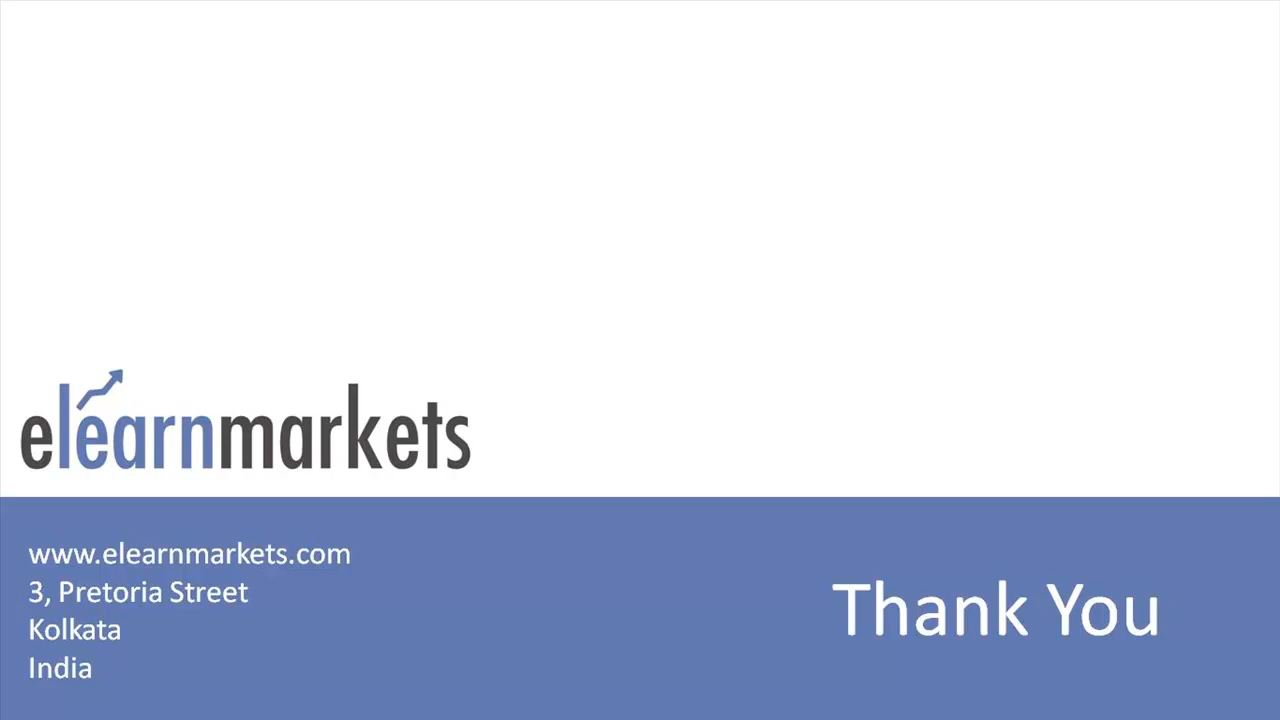 elearnmarkets
www.elearnmarkets.com
3, Pretoria Street
Kolkata
India
Thank You